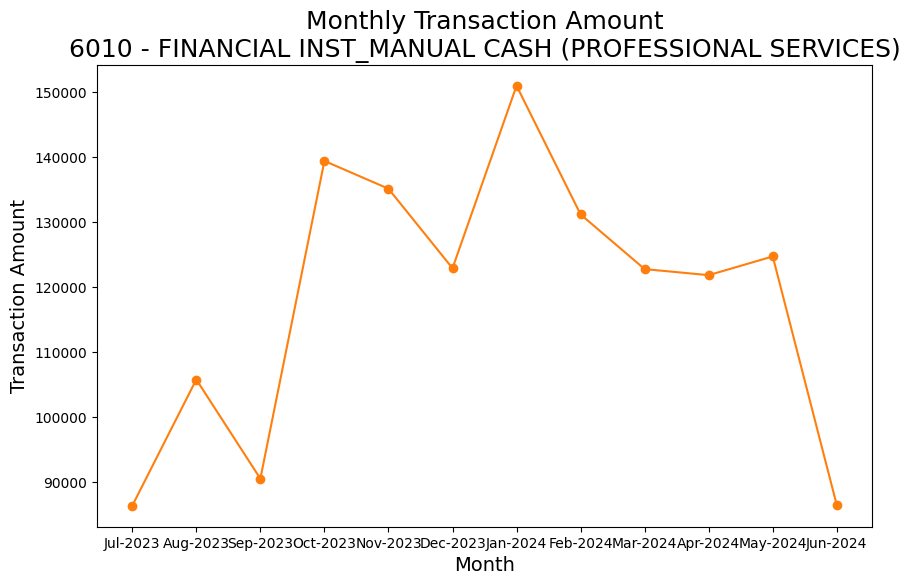 Monthly Transaction Amount
6010 - FINANCIAL INST_MANUAL CASH (PROFESSIONAL SERVICES)
Transaction Amount
150000
140000
130000
120000
110000
100000
90000
Jul-2023 Aug-2023 Sep-2023 Oct-2023 Nov-2023 Dec-2023 Jan-2024 Feb-2024 Mar-2024 Apr-2024 May-2024 Jun-2024
Month